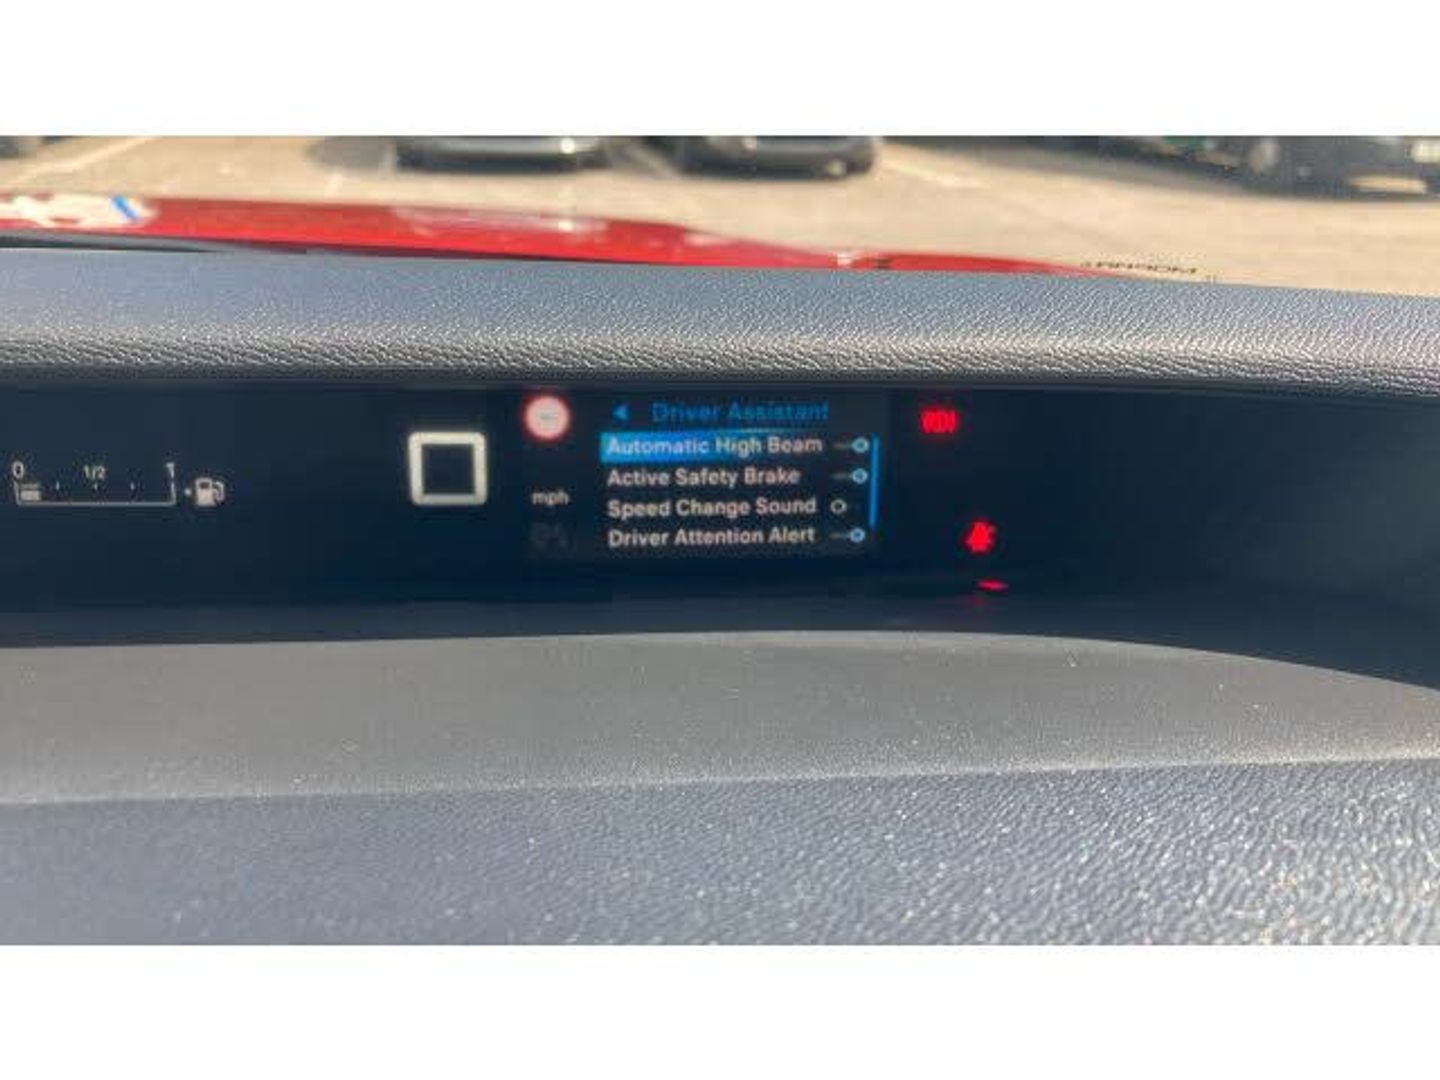 Driver Assistant
Automatic High Beam
Active Safety Brake
Speed Change Sound
Driver Attention Alert
mph
0 1/2 1